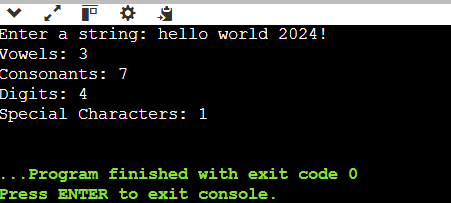 Enter a string: hello world 2024!
Vowels: 3
Consonants: 7
Digits: 4
Special Characters: 1
...Program finished with exit code 0
Press ENTER to exit console.